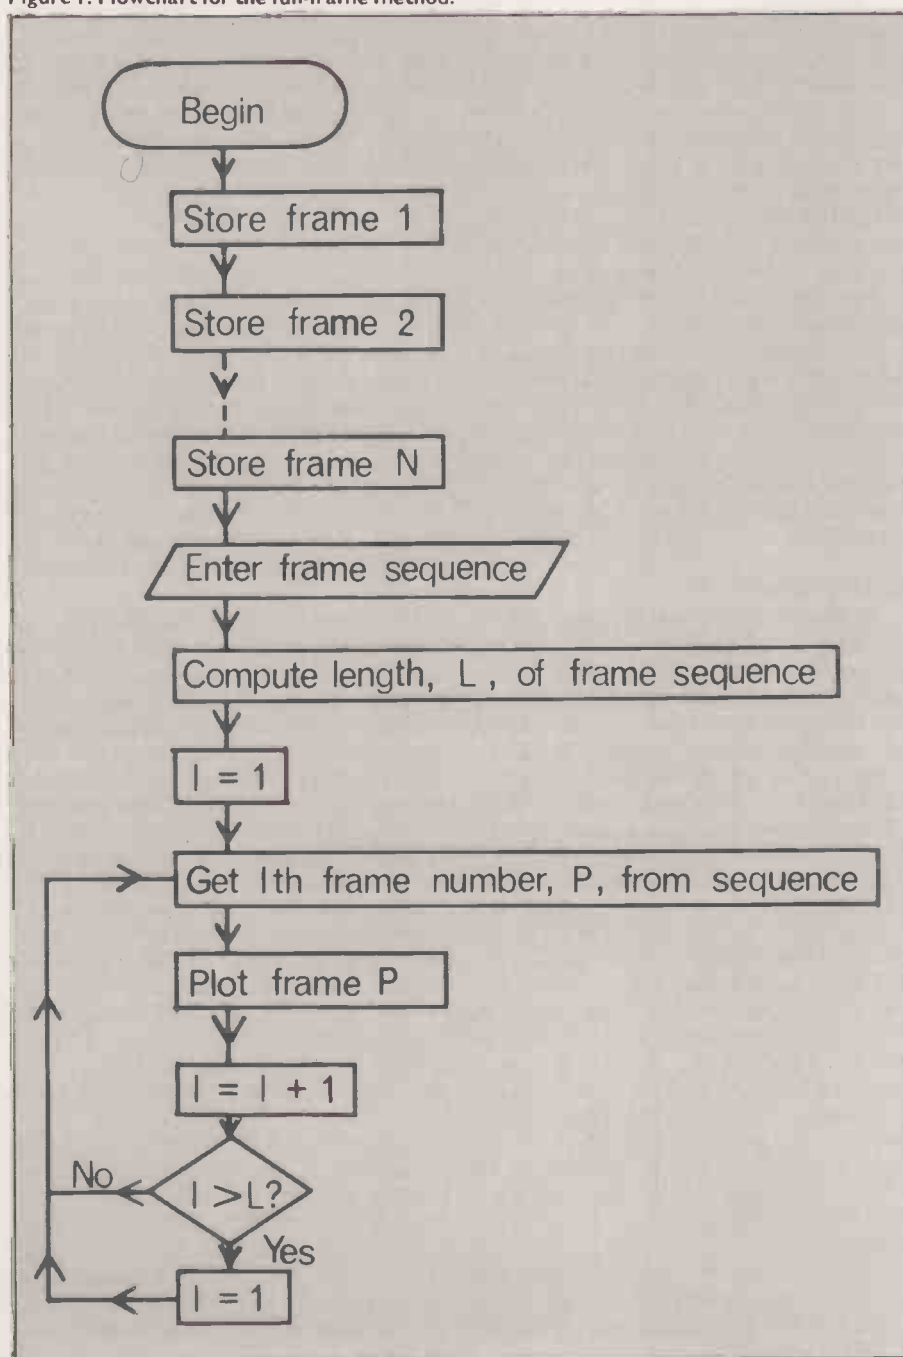 Figure 1. Flowchart for the full-frame method.
Begin
Store frame 1
Store frame 2
Store frame N
Enter frame sequence
Compute length, L, of frame sequence
I = 1
Get Ith frame number, P, from sequence
Plot frame P
I = I + 1
I > L?
No
Yes
I = 1